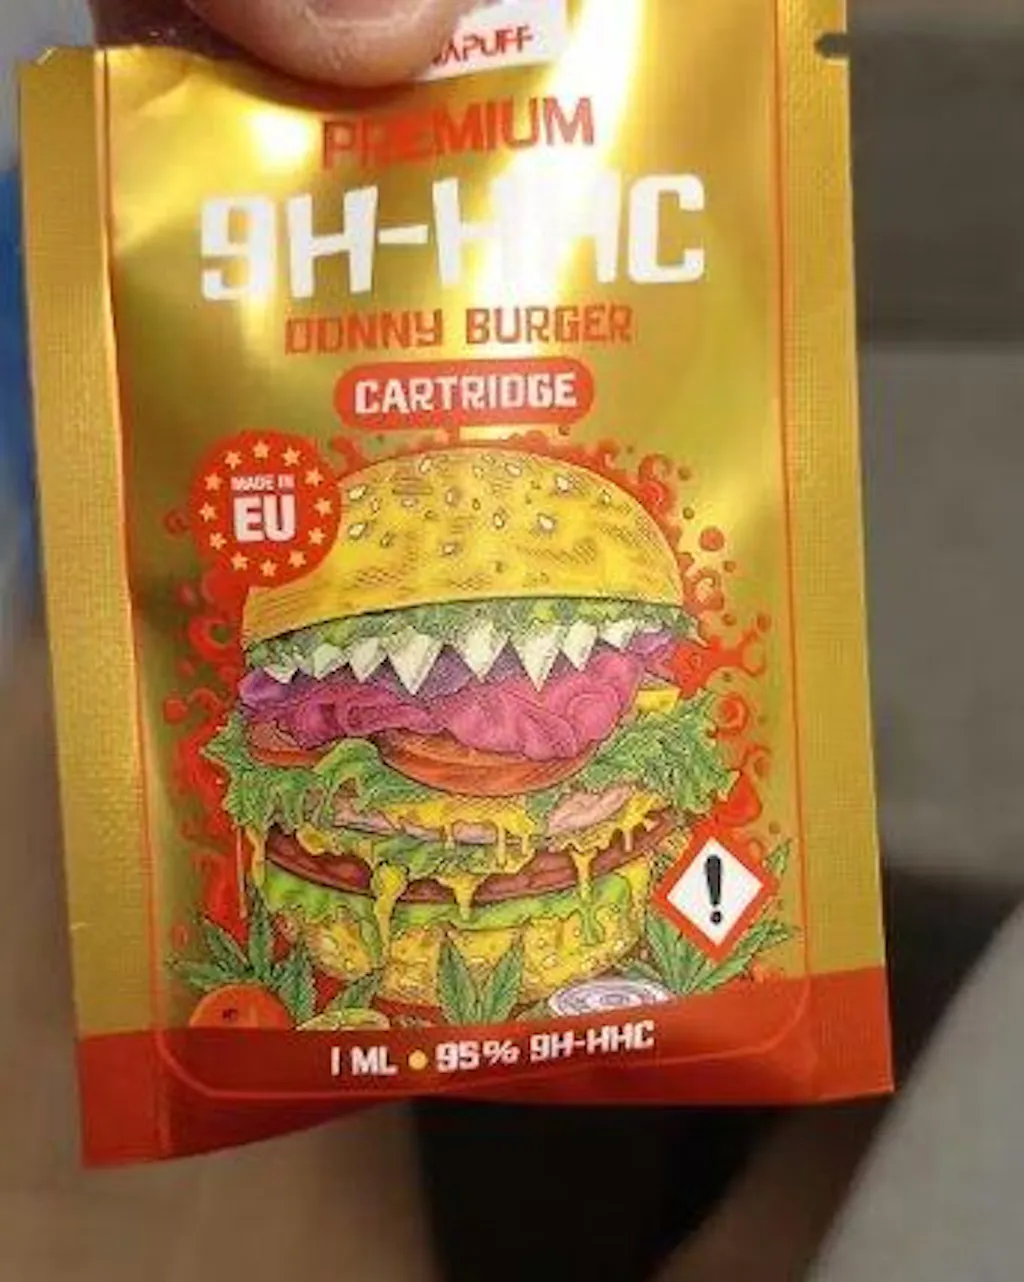 PREMIUM
9H-HHC
DONNY BURGER
CARTRIDGE
MADE IN
EU
1 ML • 95% 9H-HHC